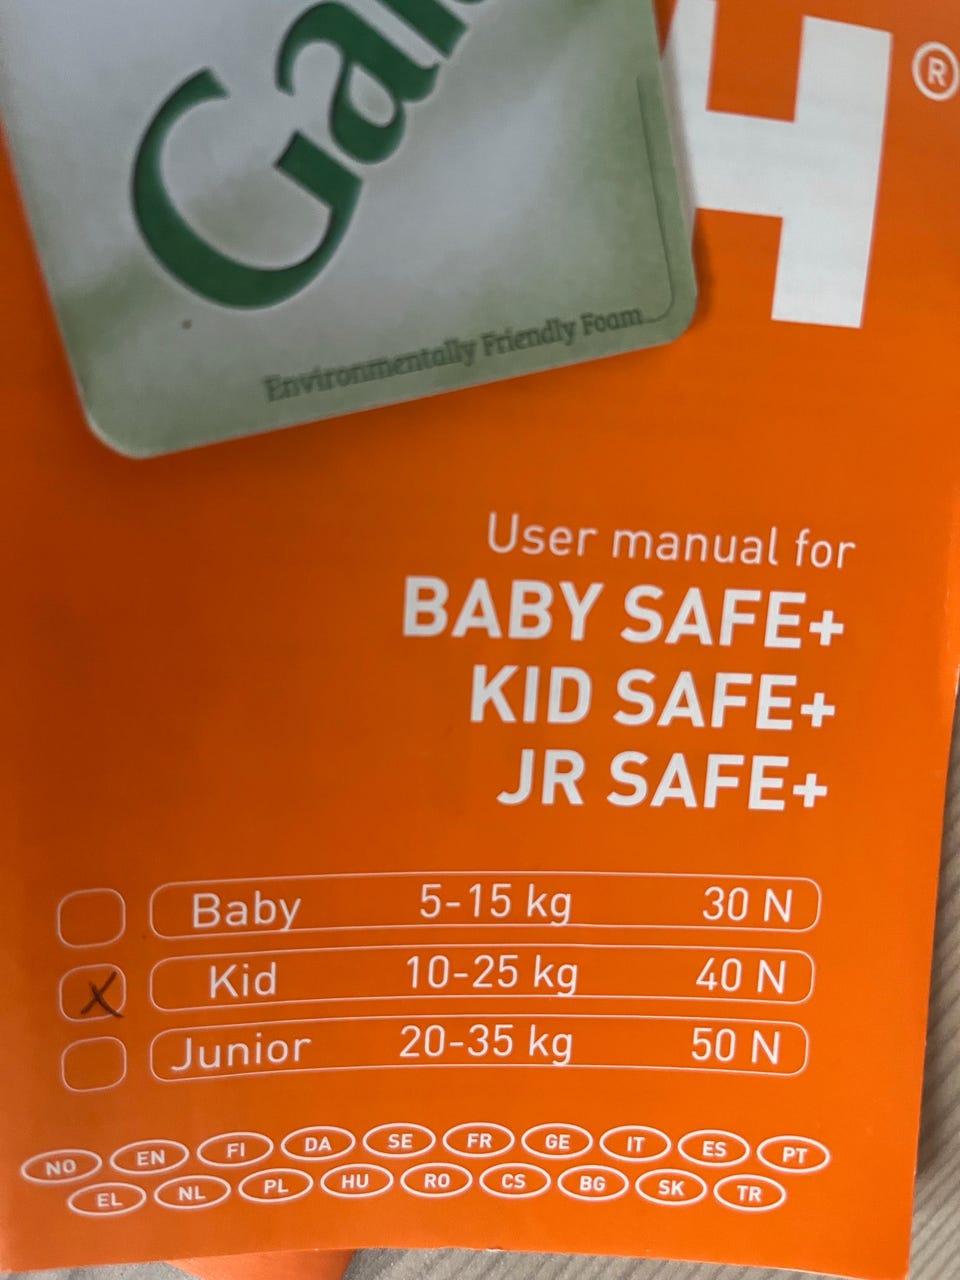 H®
Environmentally Friendly Foam
User manual for
BABY SAFE+
KID SAFE+
JR SAFE+
Baby 5-15 kg 30 N
X Kid 10-25 kg 40 N
Junior 20-35 kg 50 N
NO EN FI DA SE FR GE IT ES PT
EL NL PL HU RO CS BG SK TR